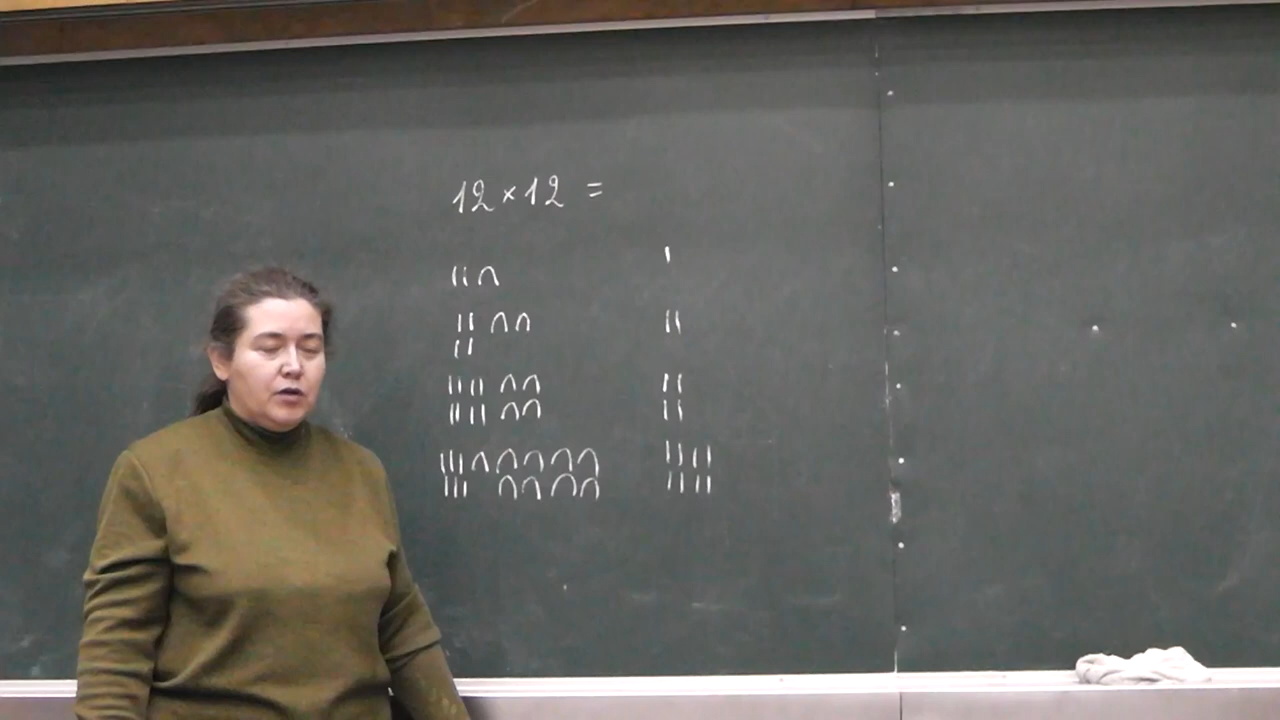 12 × 12 =
||∩ |
|| ∩∩ ||
||
|||| ∩∩ ||
|||| ∩∩ ||
||| ∩∩∩∩∩ ||||
||| ∩∩∩∩ ||||